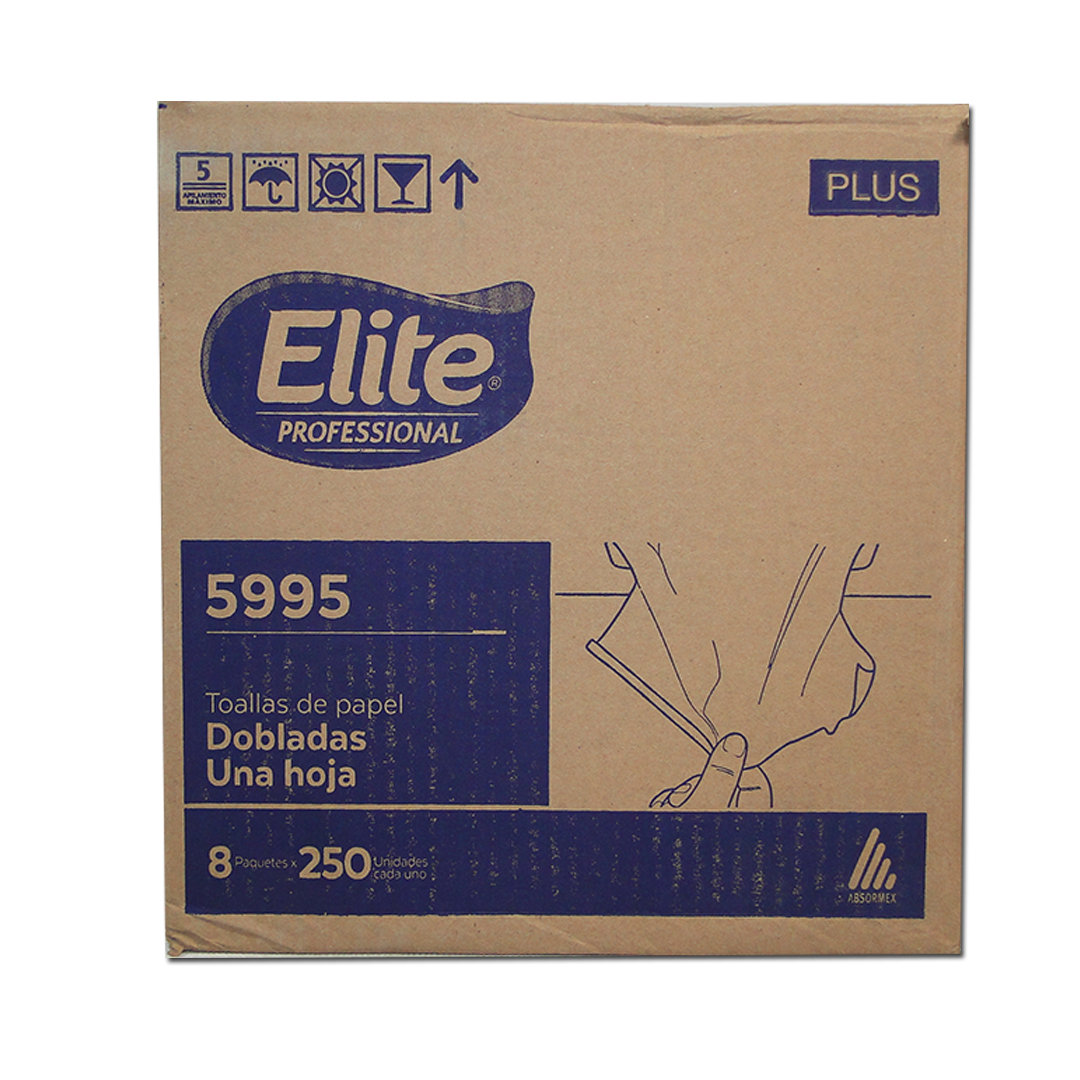 5
APILAMIENTO
MÁXIMO
PLUS
Elite®
PROFESSIONAL
5995
Toallas de papel
Dobladas
Una hoja
8 Paquetes x 250 Unidades
cada uno
ABSORMEX